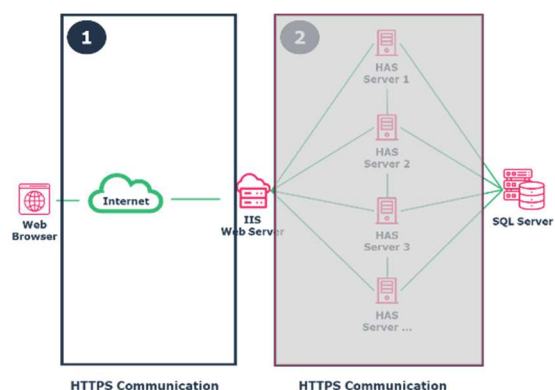 1
2
HAS
Server 1
HAS
Server 2
Internet
Web
Browser
IIS
Web Server
SQL Server
HAS
Server 3
HAS
Server ...
HTTPS Communication
HTTPS Communication